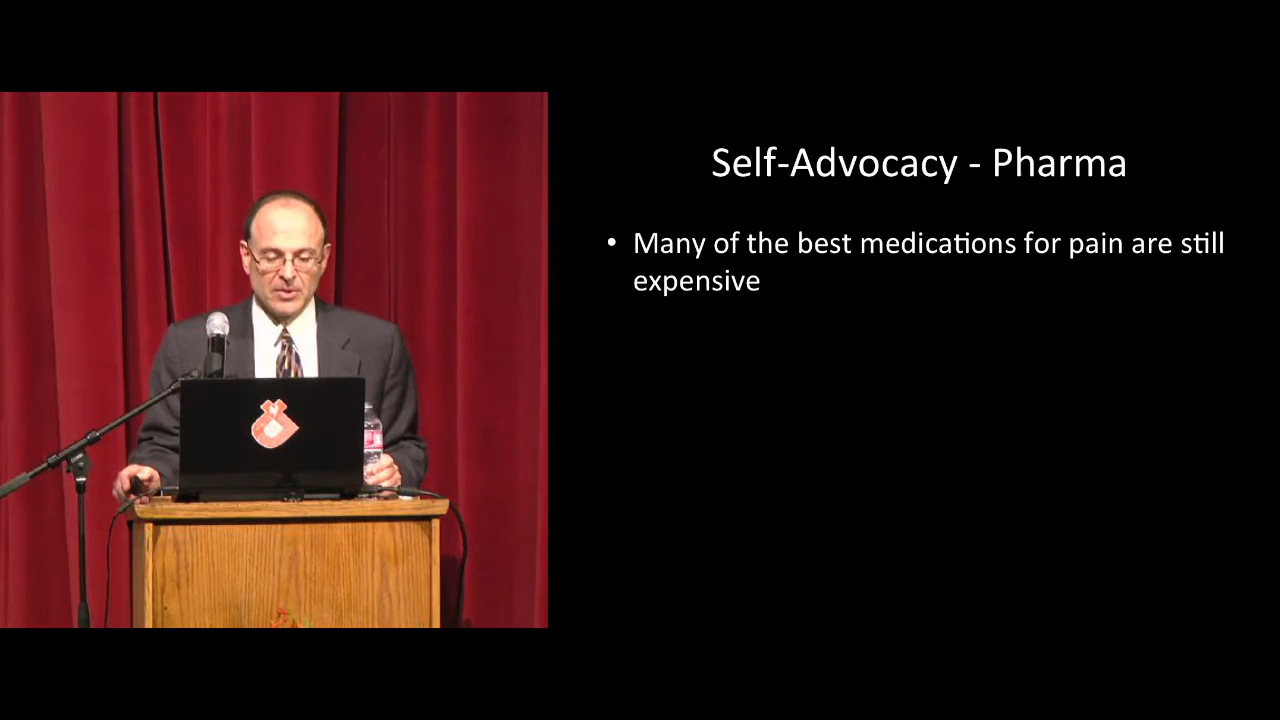 Self-Advocacy - Pharma
• Many of the best medications for pain are still
expensive